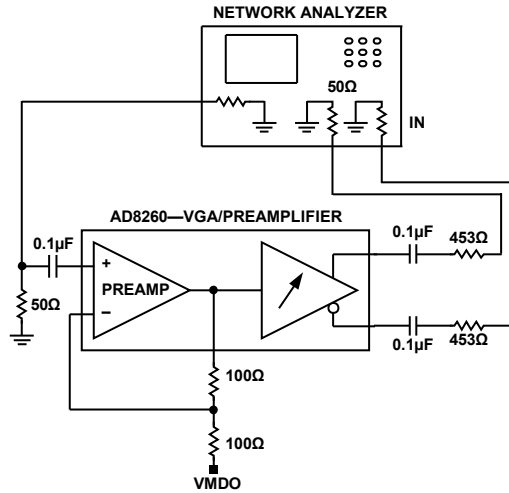 NETWORK ANALYZER
50Ω
IN
AD8260—VGA/PREAMPLIFIER
0.1µF
453Ω
0.1µF
+
PREAMP
–
50Ω
0.1µF
453Ω
100Ω
100Ω
VMDO